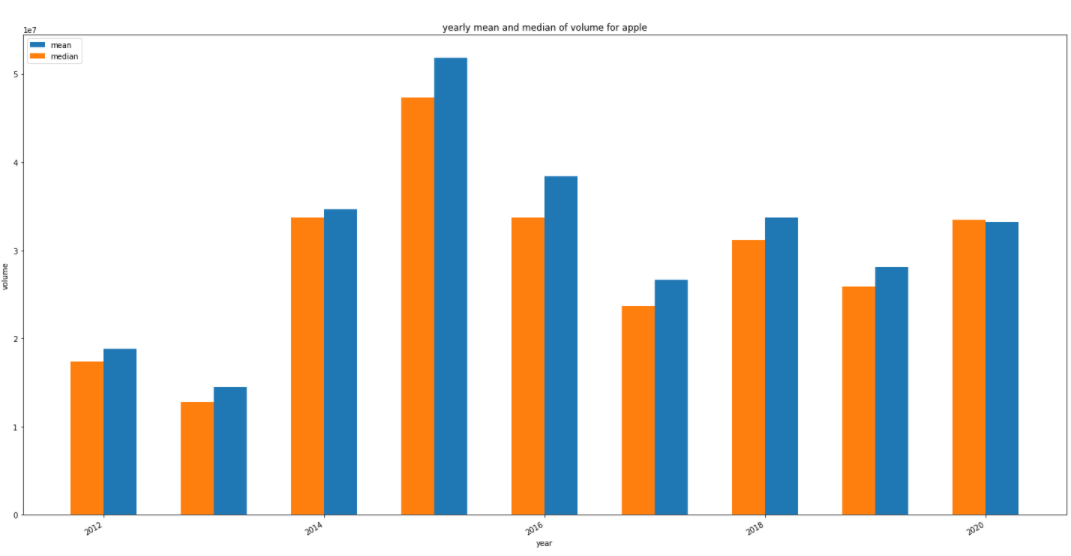 yearly mean and median of volume for apple
1e7
mean
median
5
4
3
2
1
0
volume
2012
2014
2016
2018
2020
year